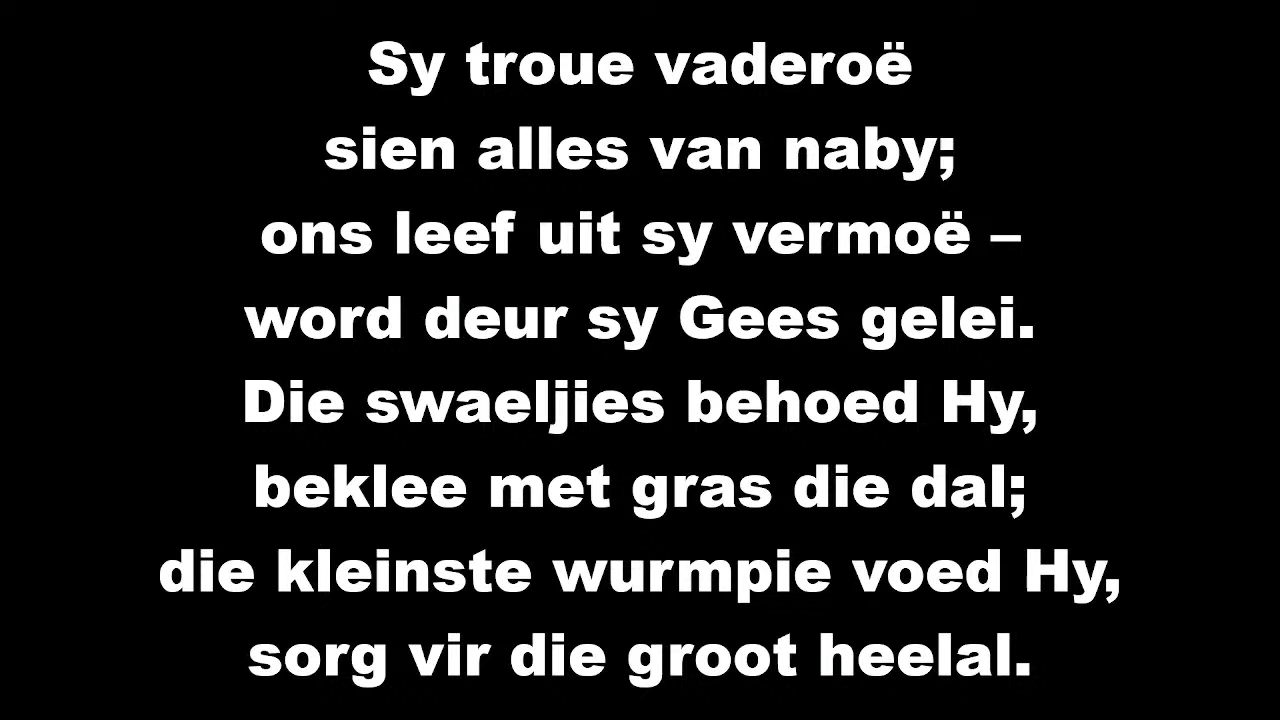 Sy troue vaderoë
sien alles van naby;
ons leef uit sy vermoë –
word deur sy Gees gelei.
Die swaeljies behoed Hy,
beklee met gras die dal;
die kleinste wurmpie voed Hy,
sorg vir die groot heelal.